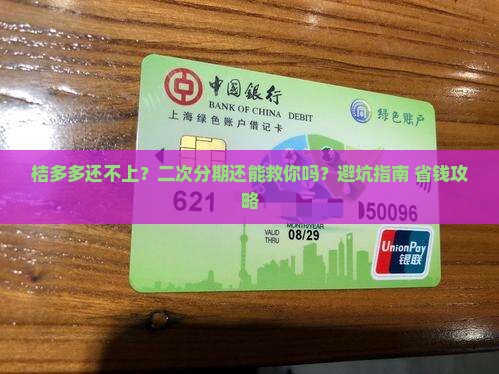 中国银行
BANK OF CHINA DEBIT
上海绿色账户借记卡
绿色账户
桔多多还不上？二次分期还能救你吗？避坑指南 省钱攻
略
621
50096
MONTH/YEAR
VALID
THRU
08/29
UnionPay
银联